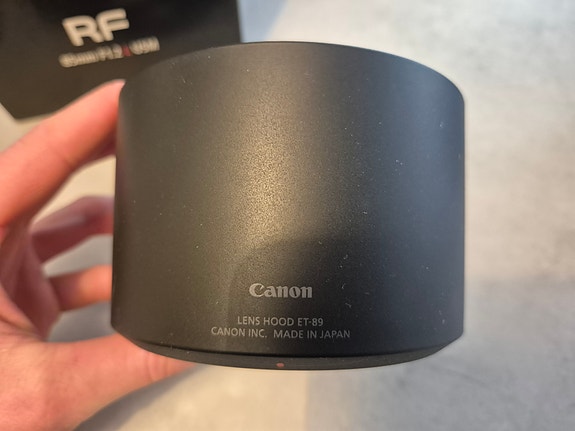 RF
85mm F1.2 L USM
Canon
LENS HOOD ET-89
CANON INC. MADE IN JAPAN